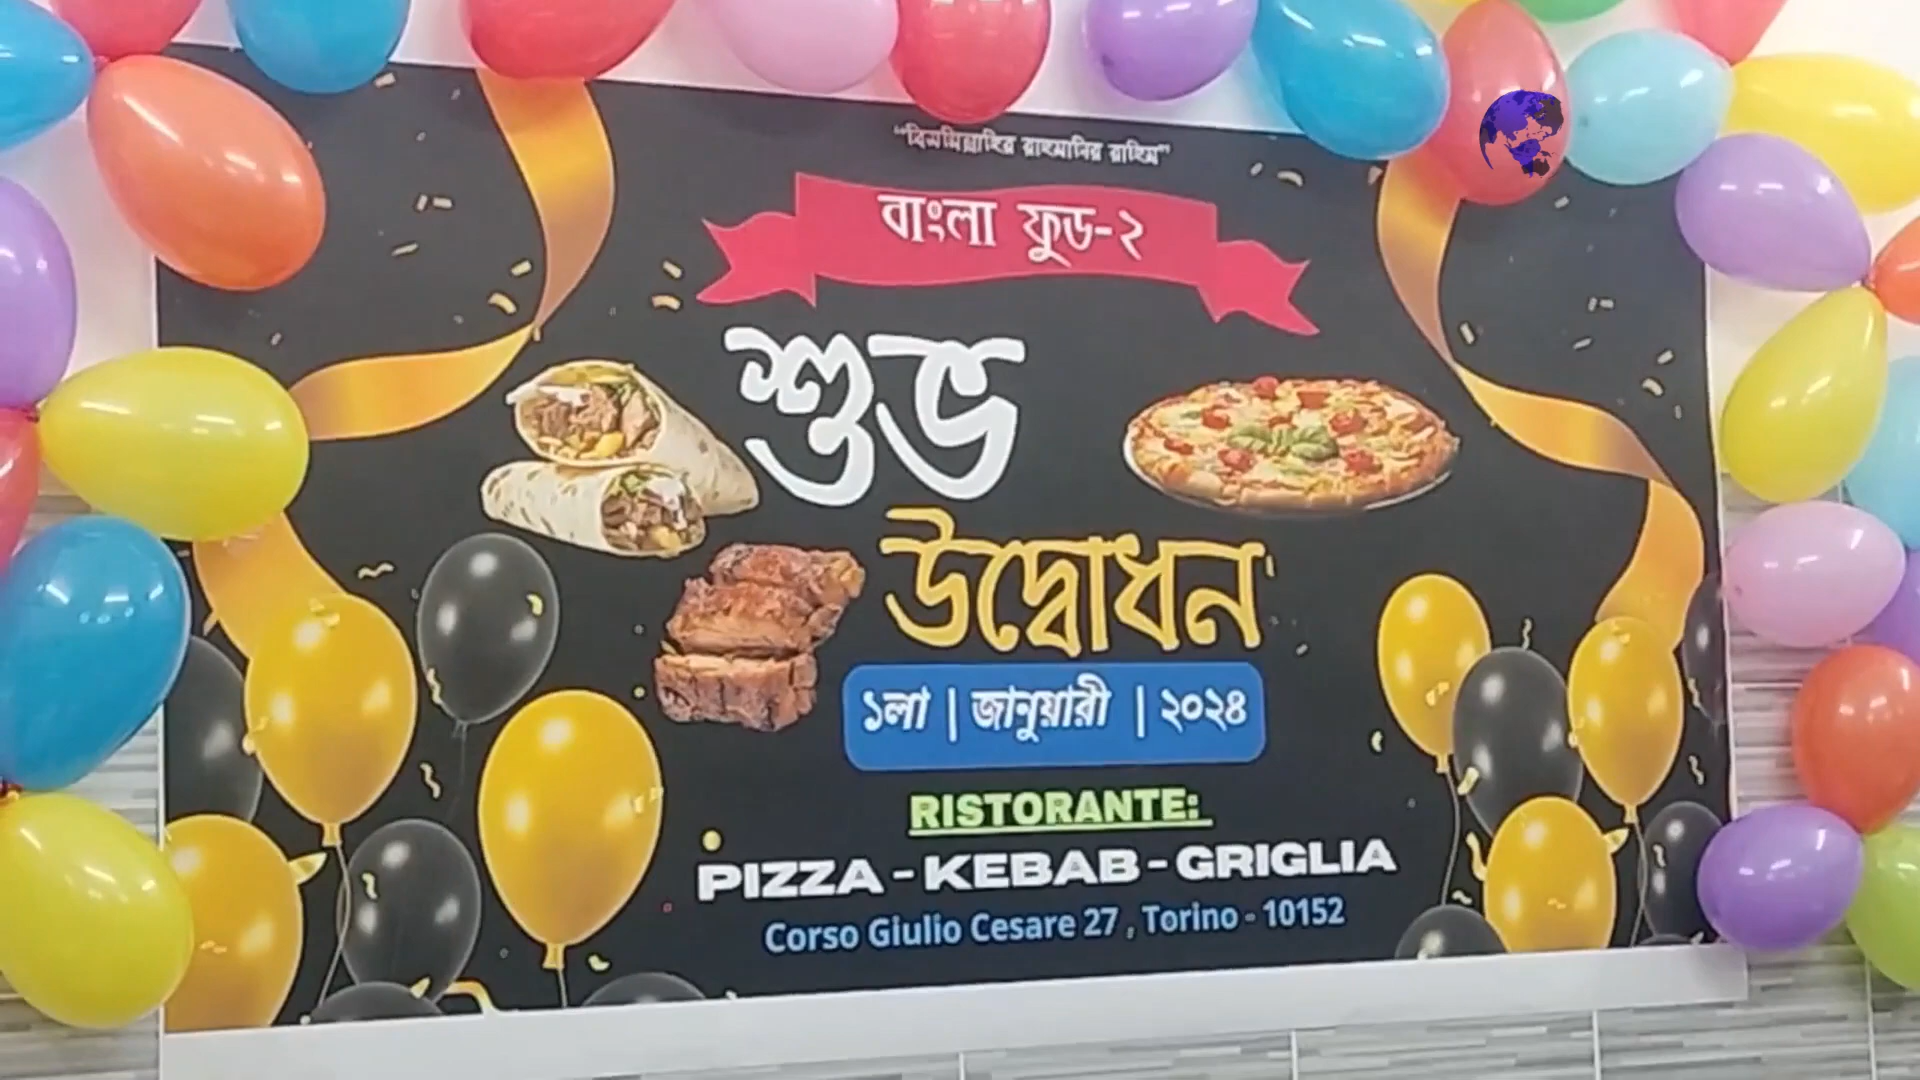 "বিসমিল্লাহির রাহমানির রাহিম"
বাংলা ফুড-২
শুভ
উদ্বোধন
১লা | জানুয়ারী | ২০২৪
RISTORANTE:
PIZZA - KEBAB - GRIGLIA
Corso Giulio Cesare 27 , Torino - 10152